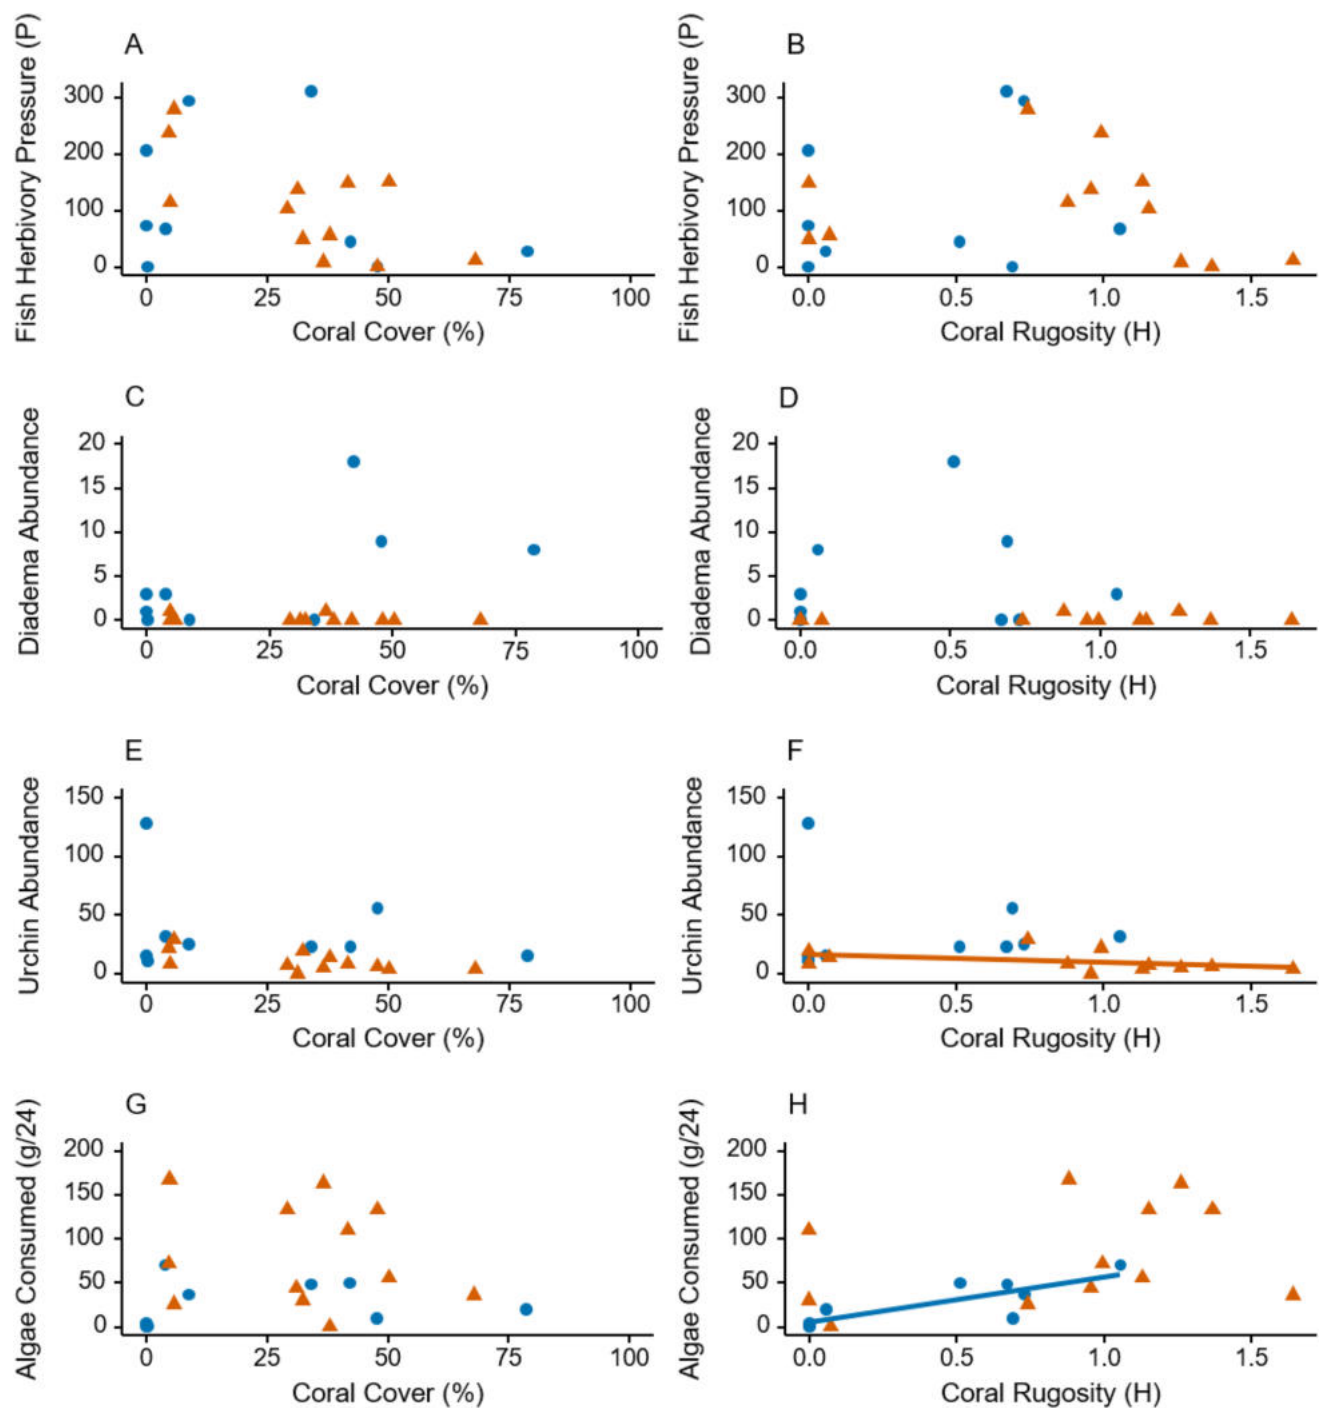 A
Fish Herbivory Pressure (P)
300
200
100
0
0 25 50 75 100
Coral Cover (%)
B
Fish Herbivory Pressure (P)
300
200
100
0
0.0 0.5 1.0 1.5
Coral Rugosity (H)
C
Diadema Abundance
20
15
10
5
0
0 25 50 75 100
Coral Cover (%)
D
Diadema Abundance
20
15
10
5
0
0.0 0.5 1.0 1.5
Coral Rugosity (H)
E
Urchin Abundance
150
100
50
0
0 25 50 75 100
Coral Cover (%)
F
Urchin Abundance
150
100
50
0
0.0 0.5 1.0 1.5
Coral Rugosity (H)
G
Algae Consumed (g/24)
200
150
100
50
0
0 25 50 75 100
Coral Cover (%)
H
Algae Consumed (g/24)
200
150
100
50
0
0.0 0.5 1.0 1.5
Coral Rugosity (H)